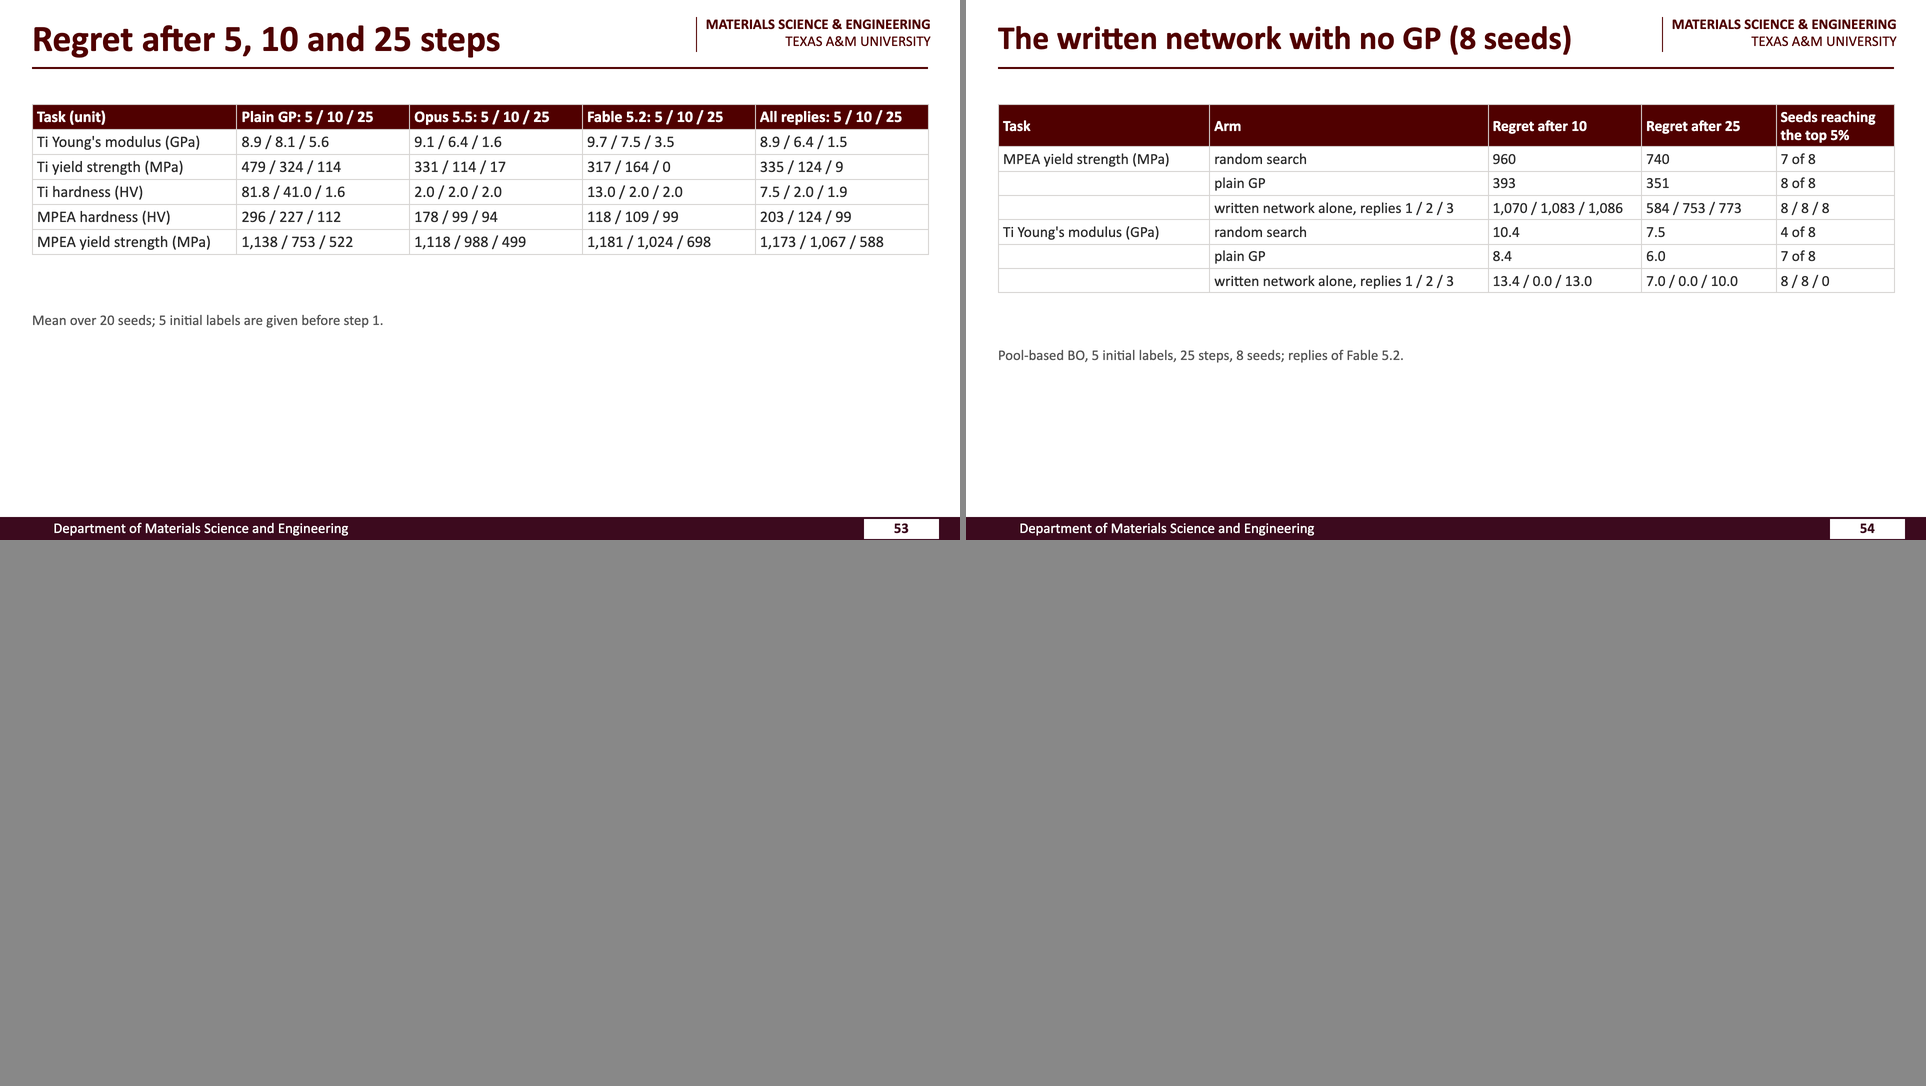 Regret after 5, 10 and 25 steps
MATERIALS SCIENCE & ENGINEERING
TEXAS A&M UNIVERSITY
Task (unit) Plain GP: 5 / 10 / 25 Opus 5.5: 5 / 10 / 25 Fable 5.2: 5 / 10 / 25 All replies: 5 / 10 / 25
Ti Young's modulus (GPa) 8.9 / 8.1 / 5.6 9.1 / 6.4 / 1.6 9.7 / 7.5 / 3.5 8.9 / 6.4 / 1.5
Ti yield strength (MPa) 479 / 324 / 114 331 / 114 / 17 317 / 164 / 0 335 / 124 / 9
Ti hardness (HV) 81.8 / 41.0 / 1.6 2.0 / 2.0 / 2.0 13.0 / 2.0 / 2.0 7.5 / 2.0 / 1.9
MPEA hardness (HV) 296 / 227 / 112 178 / 99 / 94 118 / 109 / 99 203 / 124 / 99
MPEA yield strength (MPa) 1,138 / 753 / 522 1,118 / 988 / 499 1,181 / 1,024 / 698 1,173 / 1,067 / 588
Mean over 20 seeds; 5 initial labels are given before step 1.
Department of Materials Science and Engineering
53
The written network with no GP (8 seeds)
MATERIALS SCIENCE & ENGINEERING
TEXAS A&M UNIVERSITY
Task Arm Regret after 10 Regret after 25 Seeds reaching
the top 5%
MPEA yield strength (MPa) random search 960 740 7 of 8
plain GP 393 351 8 of 8
written network alone, replies 1 / 2 / 3 1,070 / 1,083 / 1,086 584 / 753 / 773 8 / 8 / 8
Ti Young's modulus (GPa) random search 10.4 7.5 4 of 8
plain GP 8.4 6.0 7 of 8
written network alone, replies 1 / 2 / 3 13.4 / 0.0 / 13.0 7.0 / 0.0 / 10.0 8 / 8 / 0
Pool-based BO, 5 initial labels, 25 steps, 8 seeds; replies of Fable 5.2.
Department of Materials Science and Engineering
54